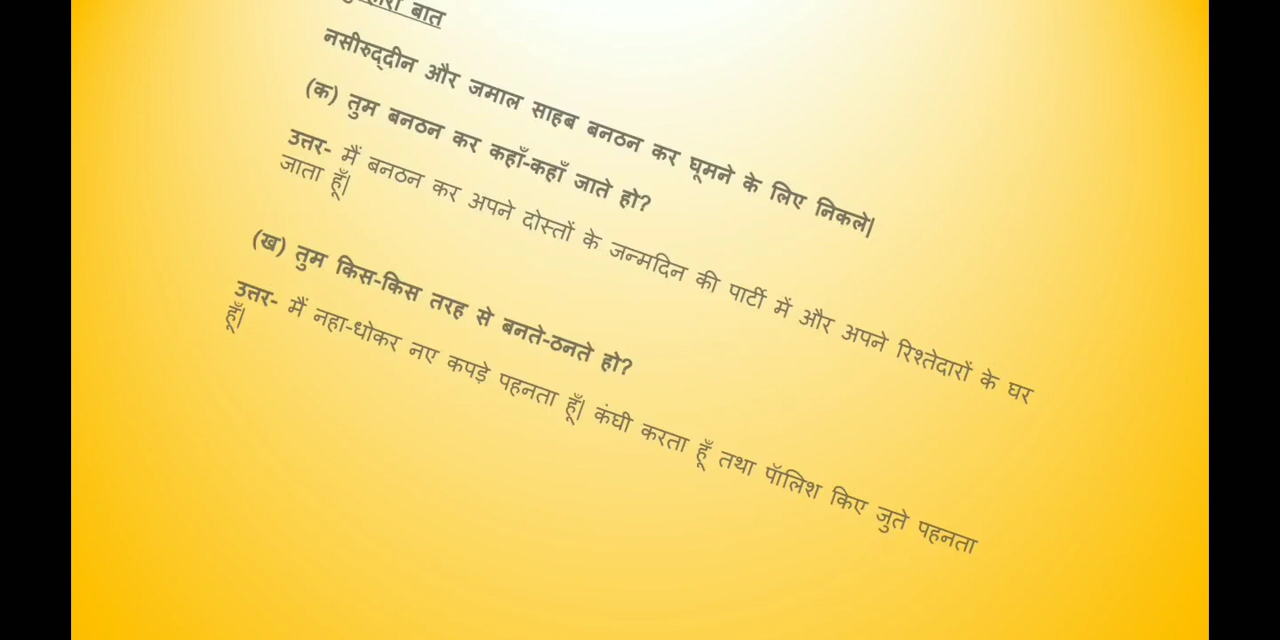 बात
नसीरुद्दीन और जमाल साहब बनठन कर घूमने के लिए निकले|
(क) तुम बनठन कर कहाँ-कहाँ जाते हो?
उत्तर- मैं बनठन कर अपने दोस्तों के जन्मदिन की पार्टी में और अपने रिश्तेदारों के घर
जाता हूँ|
(ख) तुम किस-किस तरह से बनते-ठनते हो?
उत्तर- मैं नहा-धोकर नए कपड़े पहनता हूँ| कंघी करता हूँ तथा पॅालिश किए जुते पहनता
हूँ|